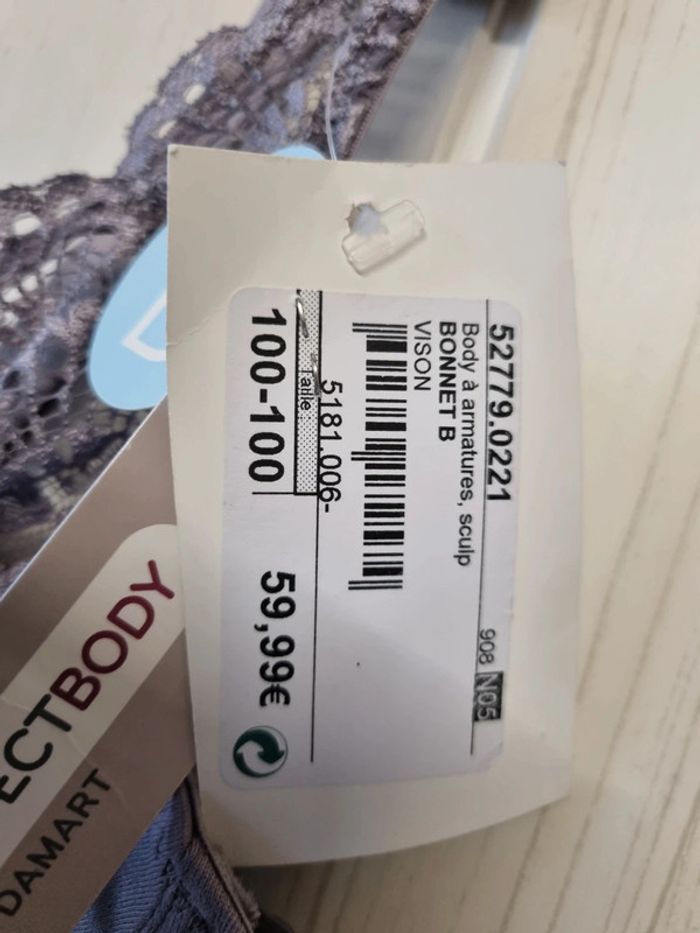 52779.0221
Body à armatures, sculp
BONNET B
VISON
908 N05
5181.006-
Taille:
100-100
59,99€
ECTBODY
DAMART